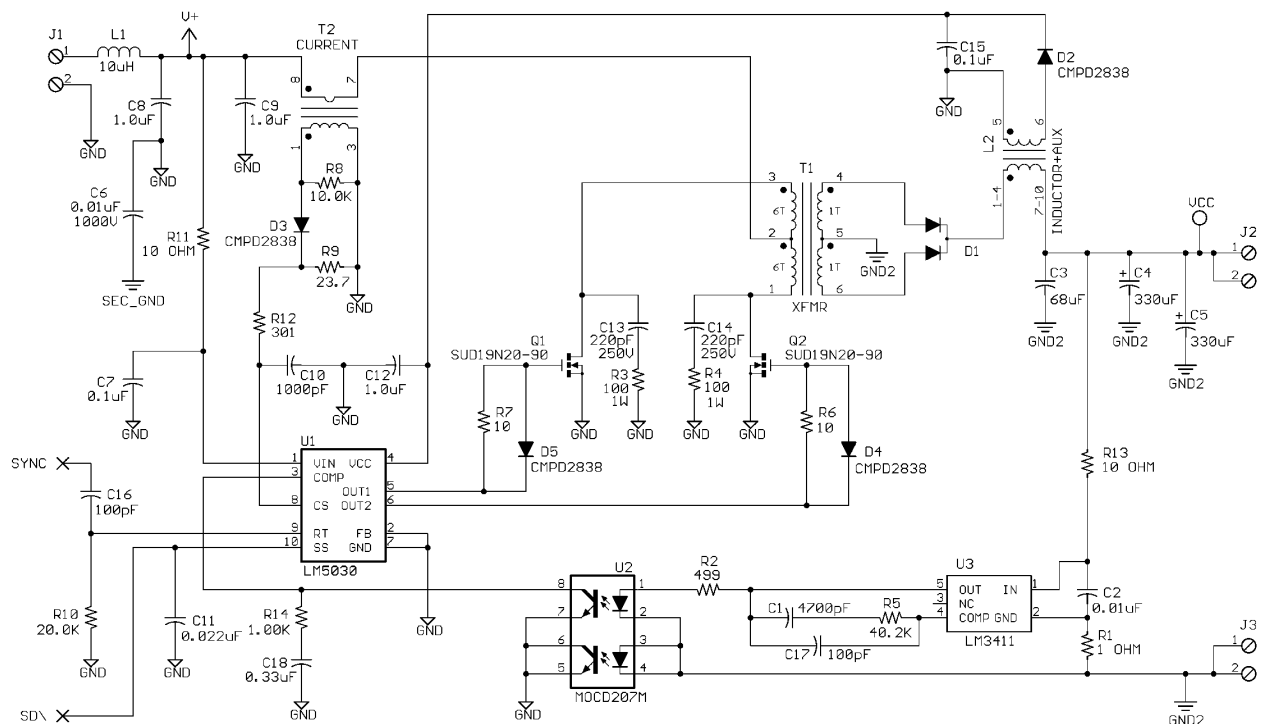 V+
J1
1
2
L1
10uH
T2
CURRENT
8
7
1
3
C8
1.0uF
C9
1.0uF
GND
GND
GND
C6
0.01uF
1000V
SEC_GND
R11
10 OHM
R8
10.0K
D3
CMPD2838
R9
23.7
GND
R12
301
C10
1000pF
C12
1.0uF
GND
C7
0.1uF
GND
C15
0.1uF
GND
D2
CMPD2838
L2
5
6
1-4
7-10
INDUCTOR+AUX
T1
3
4
6T
1T
2
5
6T
1T
1
6
XFMR
GND2
D1
VCC
J2
1
2
C3
68uF
GND2
+
C4
330uF
GND2
+
C5
330uF
GND2
Q1
SUD19N20-90
C13
220pF
250V
R3
100
1W
GND
GND
C14
220pF
250V
R4
100
1W
GND
GND
Q2
SUD19N20-90
R7
10
D5
CMPD2838
R6
10
D4
CMPD2838
R13
10 OHM
SYNC
C16
100pF
U1
1
VIN
VCC
4
3
COMP
OUT1
5
8
CS
OUT2
6
9
RT
FB
2
10
SS
GND
7
LM5030
GND
R10
20.0K
GND
C11
0.022uF
GND
R14
1.00K
C18
0.33uF
GND
SD\
U2
8
1
7
2
6
3
5
4
MOCD207M
GND
R2
499
C1
4700pF
R5
40.2K
C17
100pF
U3
5
OUT
IN
1
3
NC
4
COMP
GND
2
LM3411
C2
0.01uF
R1
1 OHM
J3
1
2
GND2